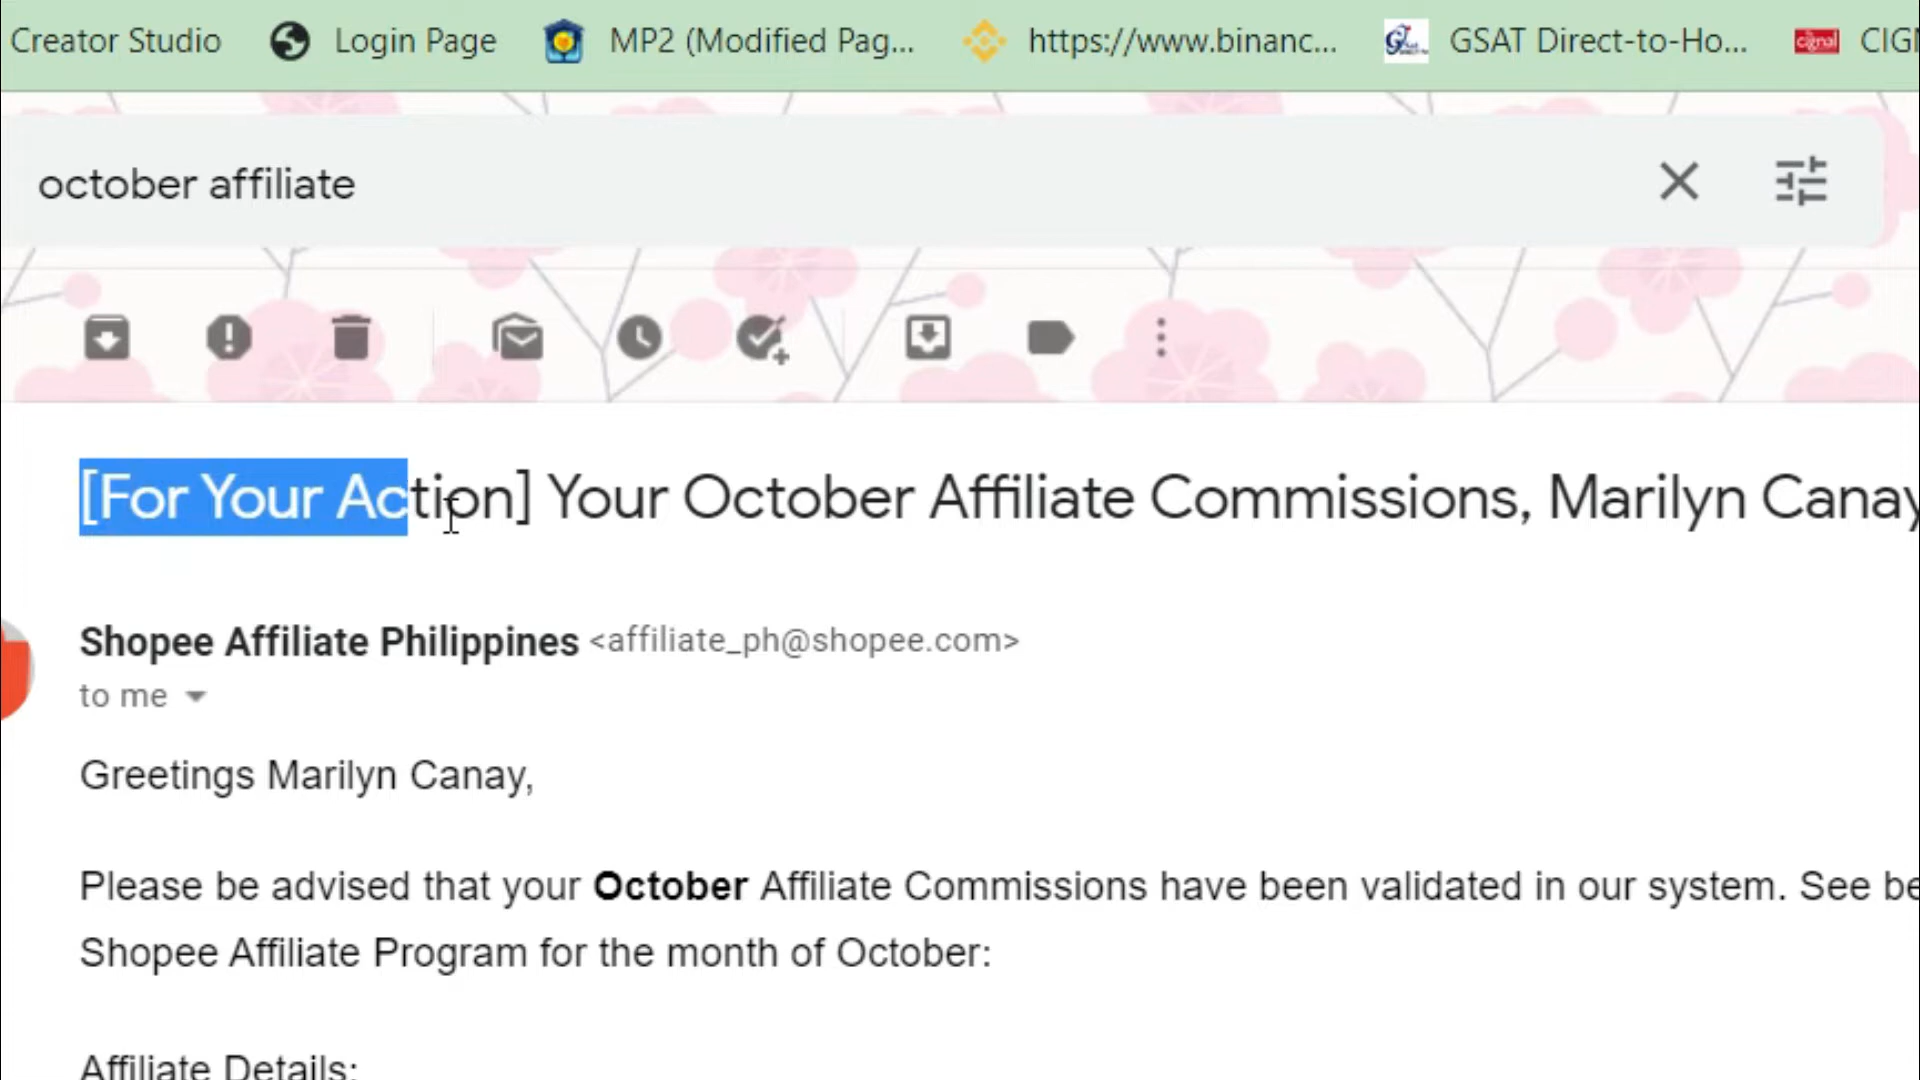 Creator Studio Login Page MP2 (Modified Pag... https://www.binanc... GSAT Direct-to-Ho... cignal CIGN
october affiliate
[For Your Action] Your October Affiliate Commissions, Marilyn Canay
Shopee Affiliate Philippines <affiliate_ph@shopee.com>
to me
Greetings Marilyn Canay,
Please be advised that your October Affiliate Commissions have been validated in our system. See be
Shopee Affiliate Program for the month of October:
Affiliate Details: